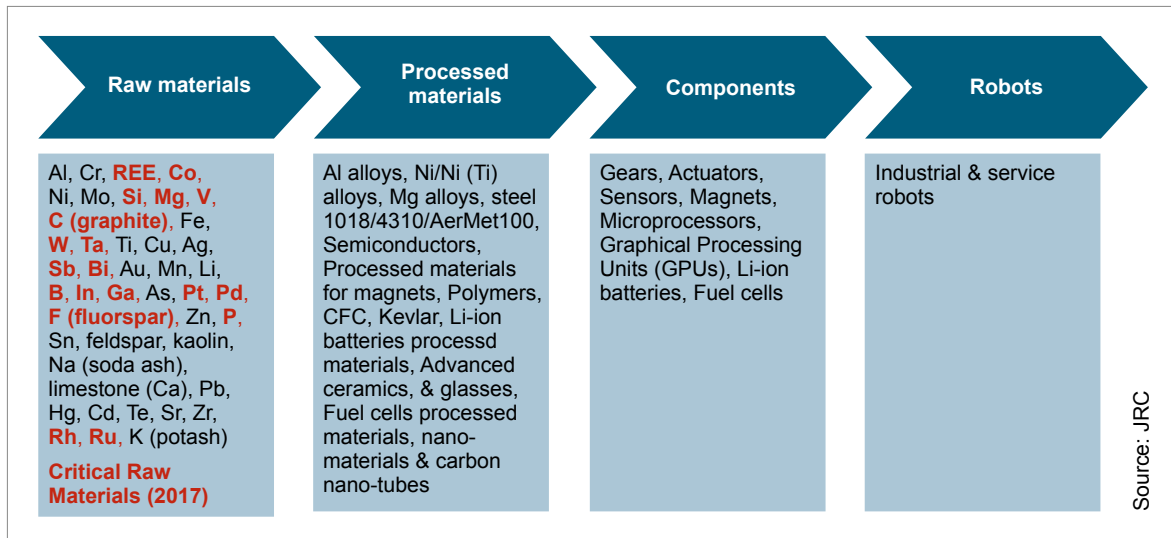 Raw materials
Processed
materials
Components
Robots
Al, Cr, REE, Co,
Ni, Mo, Si, Mg, V,
C (graphite), Fe,
W, Ta, Ti, Cu, Ag,
Sb, Bi, Au, Mn, Li,
B, In, Ga, As, Pt, Pd,
F (fluorspar), Zn, P,
Sn, feldspar, kaolin,
Na (soda ash),
limestone (Ca), Pb,
Hg, Cd, Te, Sr, Zr,
Rh, Ru, K (potash)
Critical Raw
Materials (2017)
Al alloys, Ni/Ni (Ti)
alloys, Mg alloys, steel
1018/4310/AerMet100,
Semiconductors,
Processed materials
for magnets, Polymers,
CFC, Kevlar, Li-ion
batteries processd
materials, Advanced
ceramics, & glasses,
Fuel cells processed
materials, nano-
materials & carbon
nano-tubes
Gears, Actuators,
Sensors, Magnets,
Microprocessors,
Graphical Processing
Units (GPUs), Li-ion
batteries, Fuel cells
Industrial & service
robots
Source: JRC